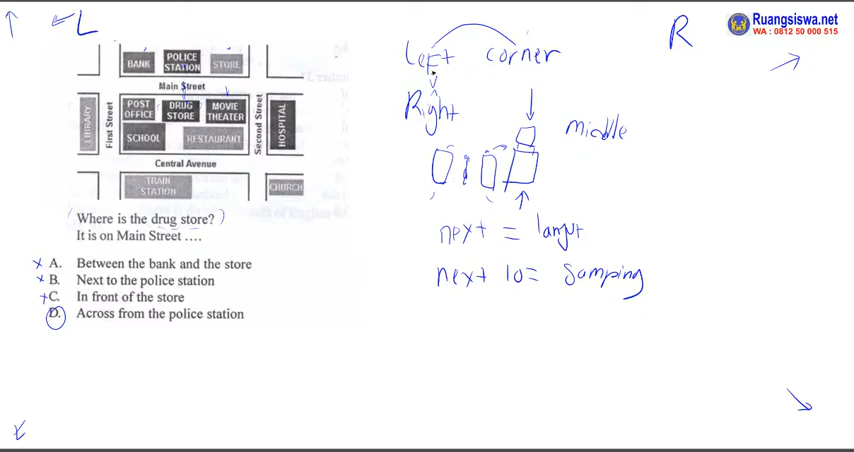 L
R
Ruangsiswa.net
WA : 0812 50 000 515
BANK
POLICE STATION
STORE
Main Street
LIBRARY
First Street
POST OFFICE
DRUG STORE
MOVIE THEATER
SCHOOL
RESTAURANT
Second Street
HOSPITAL
Central Avenue
TRAIN STATION
CHURCH
(Where is the drug store?)
It is on Main Street ....
x A. Between the bank and the store
x B. Next to the police station
x C. In front of the store
D. Across from the police station
Left corner
Right
middle
next = lanjut
next to = samping